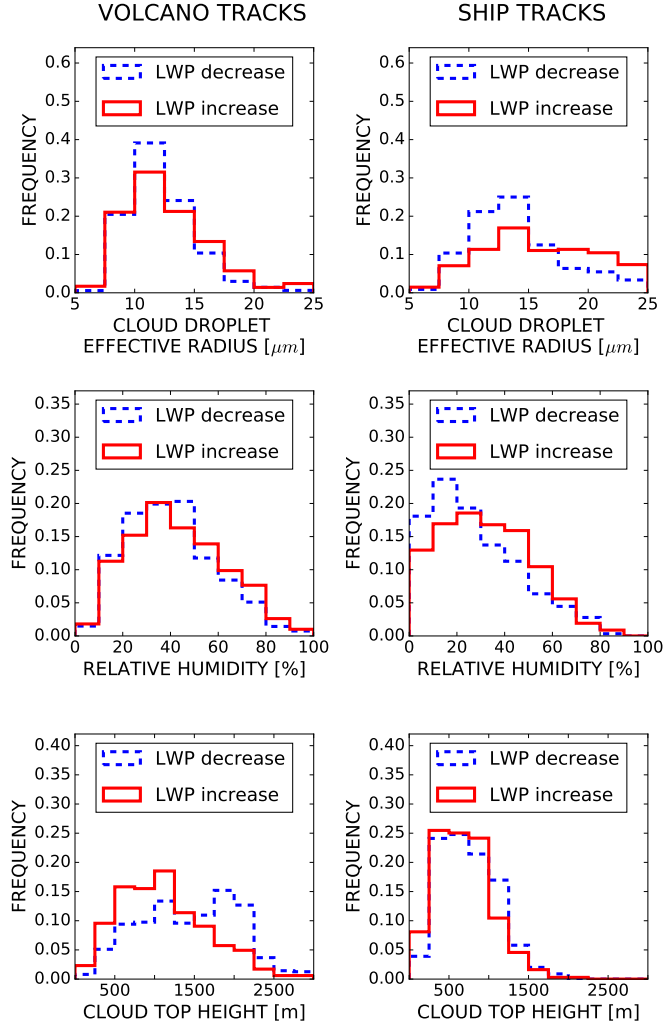 VOLCANO TRACKS
SHIP TRACKS
0.6
0.5
0.4
0.3
0.2
0.1
0.0
FREQUENCY
LWP decrease
LWP increase
5 10 15 20 25
CLOUD DROPLET
EFFECTIVE RADIUS [μm]
0.6
0.5
0.4
0.3
0.2
0.1
0.0
FREQUENCY
LWP decrease
LWP increase
5 10 15 20 25
CLOUD DROPLET
EFFECTIVE RADIUS [μm]
0.35
0.30
0.25
0.20
0.15
0.10
0.05
0.00
FREQUENCY
LWP decrease
LWP increase
0 20 40 60 80 100
RELATIVE HUMIDITY [%]
0.35
0.30
0.25
0.20
0.15
0.10
0.05
0.00
FREQUENCY
LWP decrease
LWP increase
0 20 40 60 80 100
RELATIVE HUMIDITY [%]
0.40
0.35
0.30
0.25
0.20
0.15
0.10
0.05
0.00
FREQUENCY
LWP decrease
LWP increase
500 1500 2500
CLOUD TOP HEIGHT [m]
0.40
0.35
0.30
0.25
0.20
0.15
0.10
0.05
0.00
FREQUENCY
LWP decrease
LWP increase
500 1500 2500
CLOUD TOP HEIGHT [m]